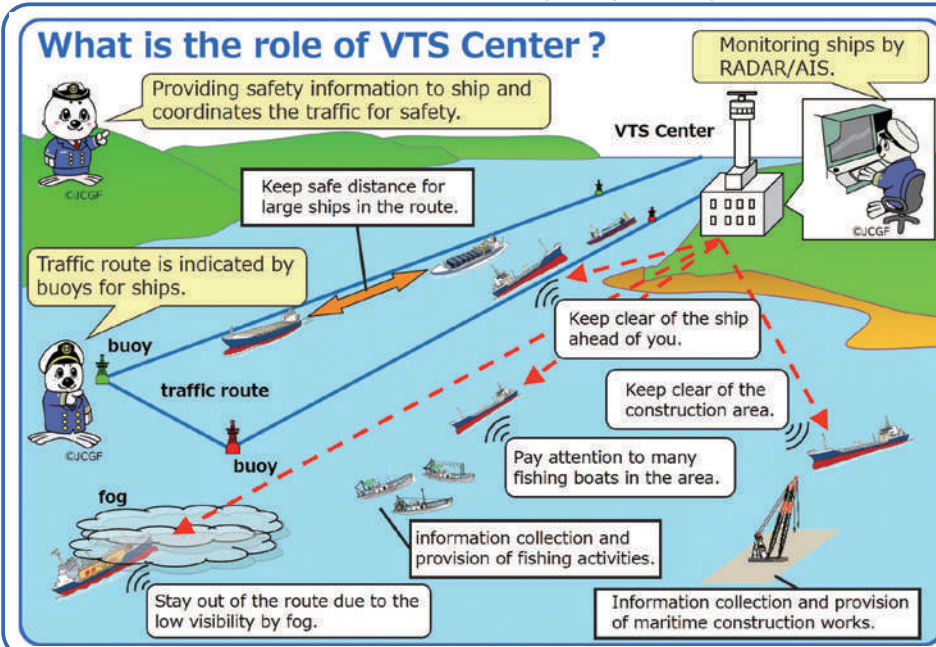 What is the role of VTS Center?
Monitoring ships by
RADAR/AIS.
Providing safety information to ship and
coordinates the traffic for safety.
VTS Center
©JCGF
Keep safe distance for
large ships in the route.
©JCGF
Traffic route is indicated by
buoys for ships.
Keep clear of the ship
ahead of you.
buoy
traffic route
Keep clear of the
construction area.
©JCGF
buoy
Pay attention to many
fishing boats in the area.
fog
information collection and
provision of fishing activities.
Stay out of the route due to the
low visibility by fog.
Information collection and provision
of maritime construction works.